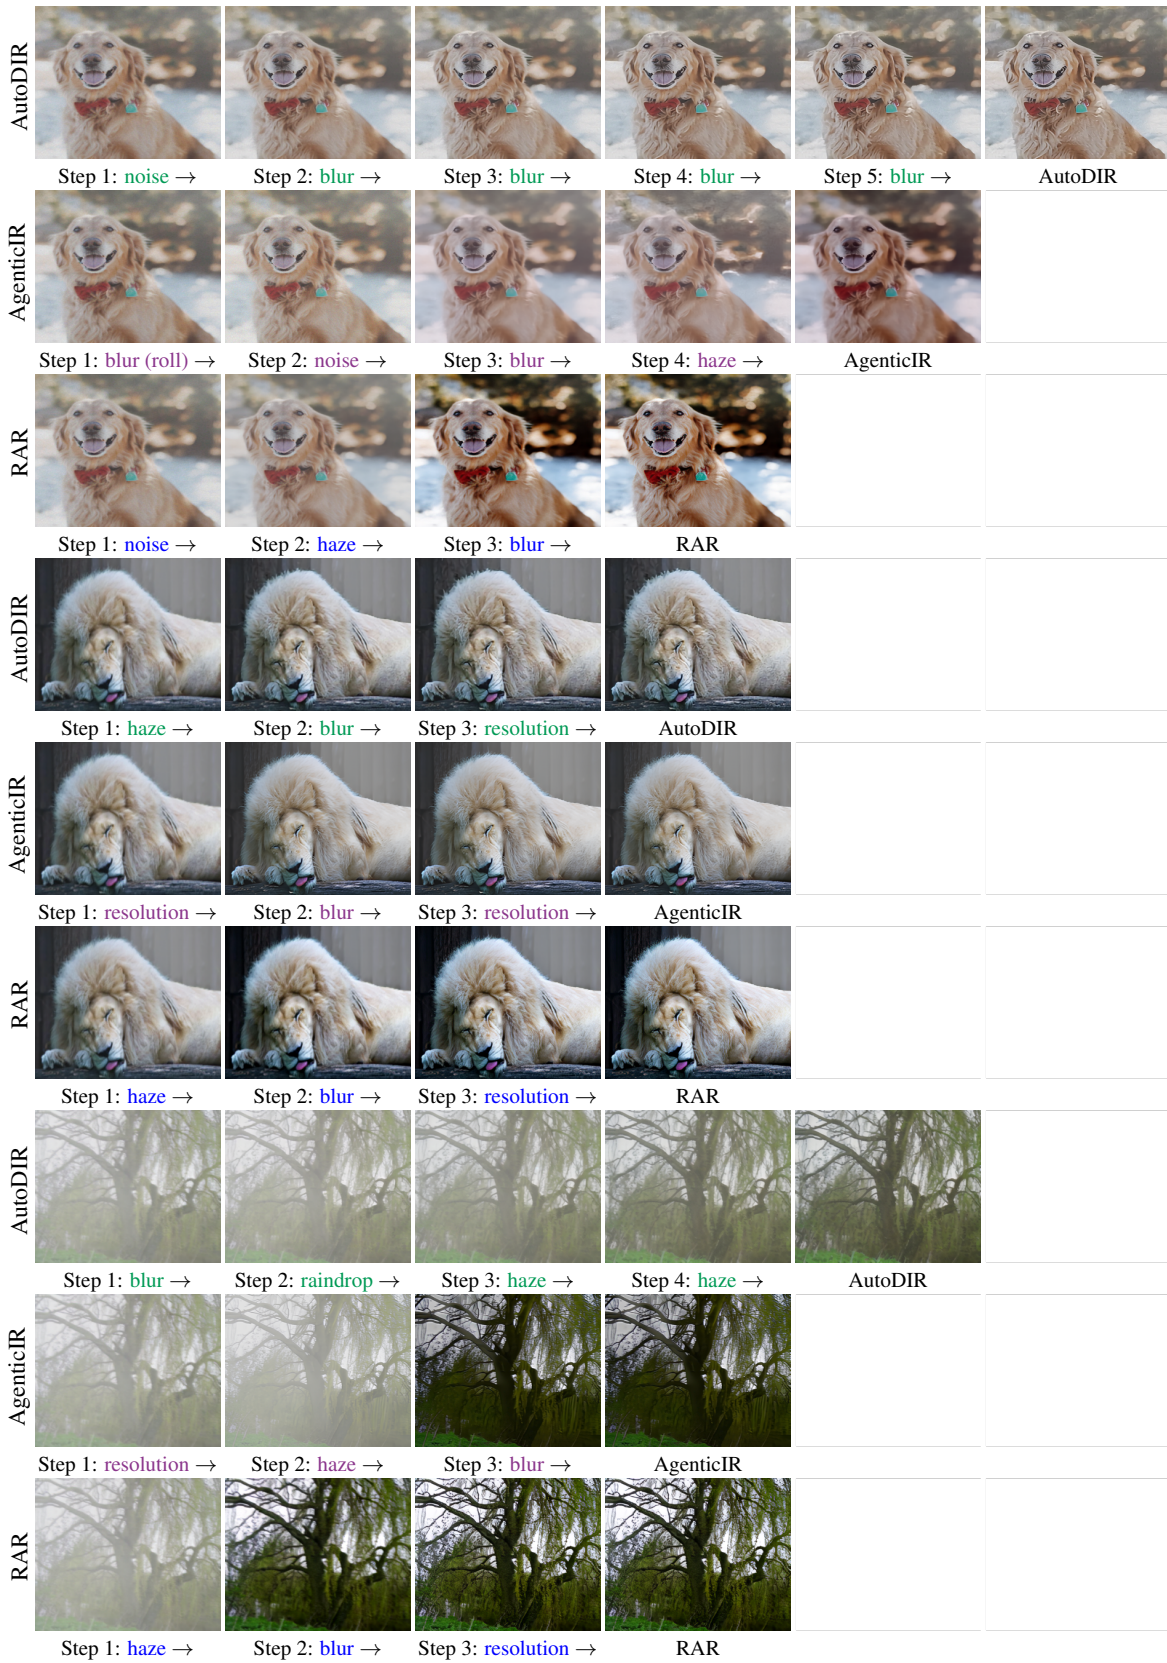 AutoDIR
Step 1: noise → Step 2: blur → Step 3: blur → Step 4: blur → Step 5: blur → AutoDIR
AgenticIR
Step 1: blur (roll) → Step 2: noise → Step 3: blur → Step 4: haze → AgenticIR
RAR
Step 1: noise → Step 2: haze → Step 3: blur → RAR
AutoDIR
Step 1: haze → Step 2: blur → Step 3: resolution → AutoDIR
AgenticIR
Step 1: resolution → Step 2: blur → Step 3: resolution → AgenticIR
RAR
Step 1: haze → Step 2: blur → Step 3: resolution → RAR
AutoDIR
Step 1: blur → Step 2: raindrop → Step 3: haze → Step 4: haze → AutoDIR
AgenticIR
Step 1: resolution → Step 2: haze → Step 3: blur → AgenticIR
RAR
Step 1: haze → Step 2: blur → Step 3: resolution → RAR